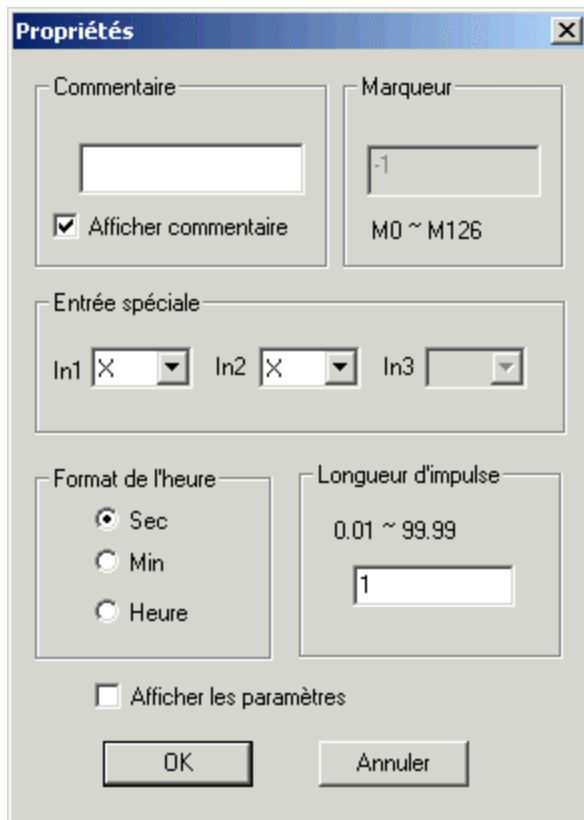 Propriétés
Commentaire
Marqueur
-1
Afficher commentaire
M0 ~ M126
Entrée spéciale
In1 X In2 X In3
Format de l'heure
Longueur d'impulse
Sec
0.01 ~ 99.99
Min
1
Heure
Afficher les paramètres
OK
Annuler